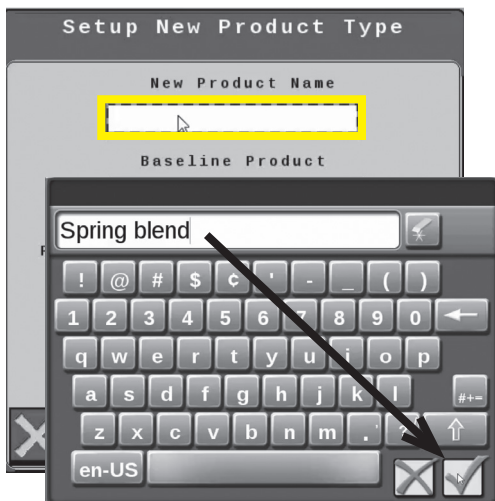 Setup New Product Type
New Product Name
Baseline Product
Spring blend
! @ # $ ¢ ' - _ ( )
1 2 3 4 5 6 7 8 9 0
q w e r t y u i o p
a s d f g h j k l #+=
z x c v b n m . ?
en-US